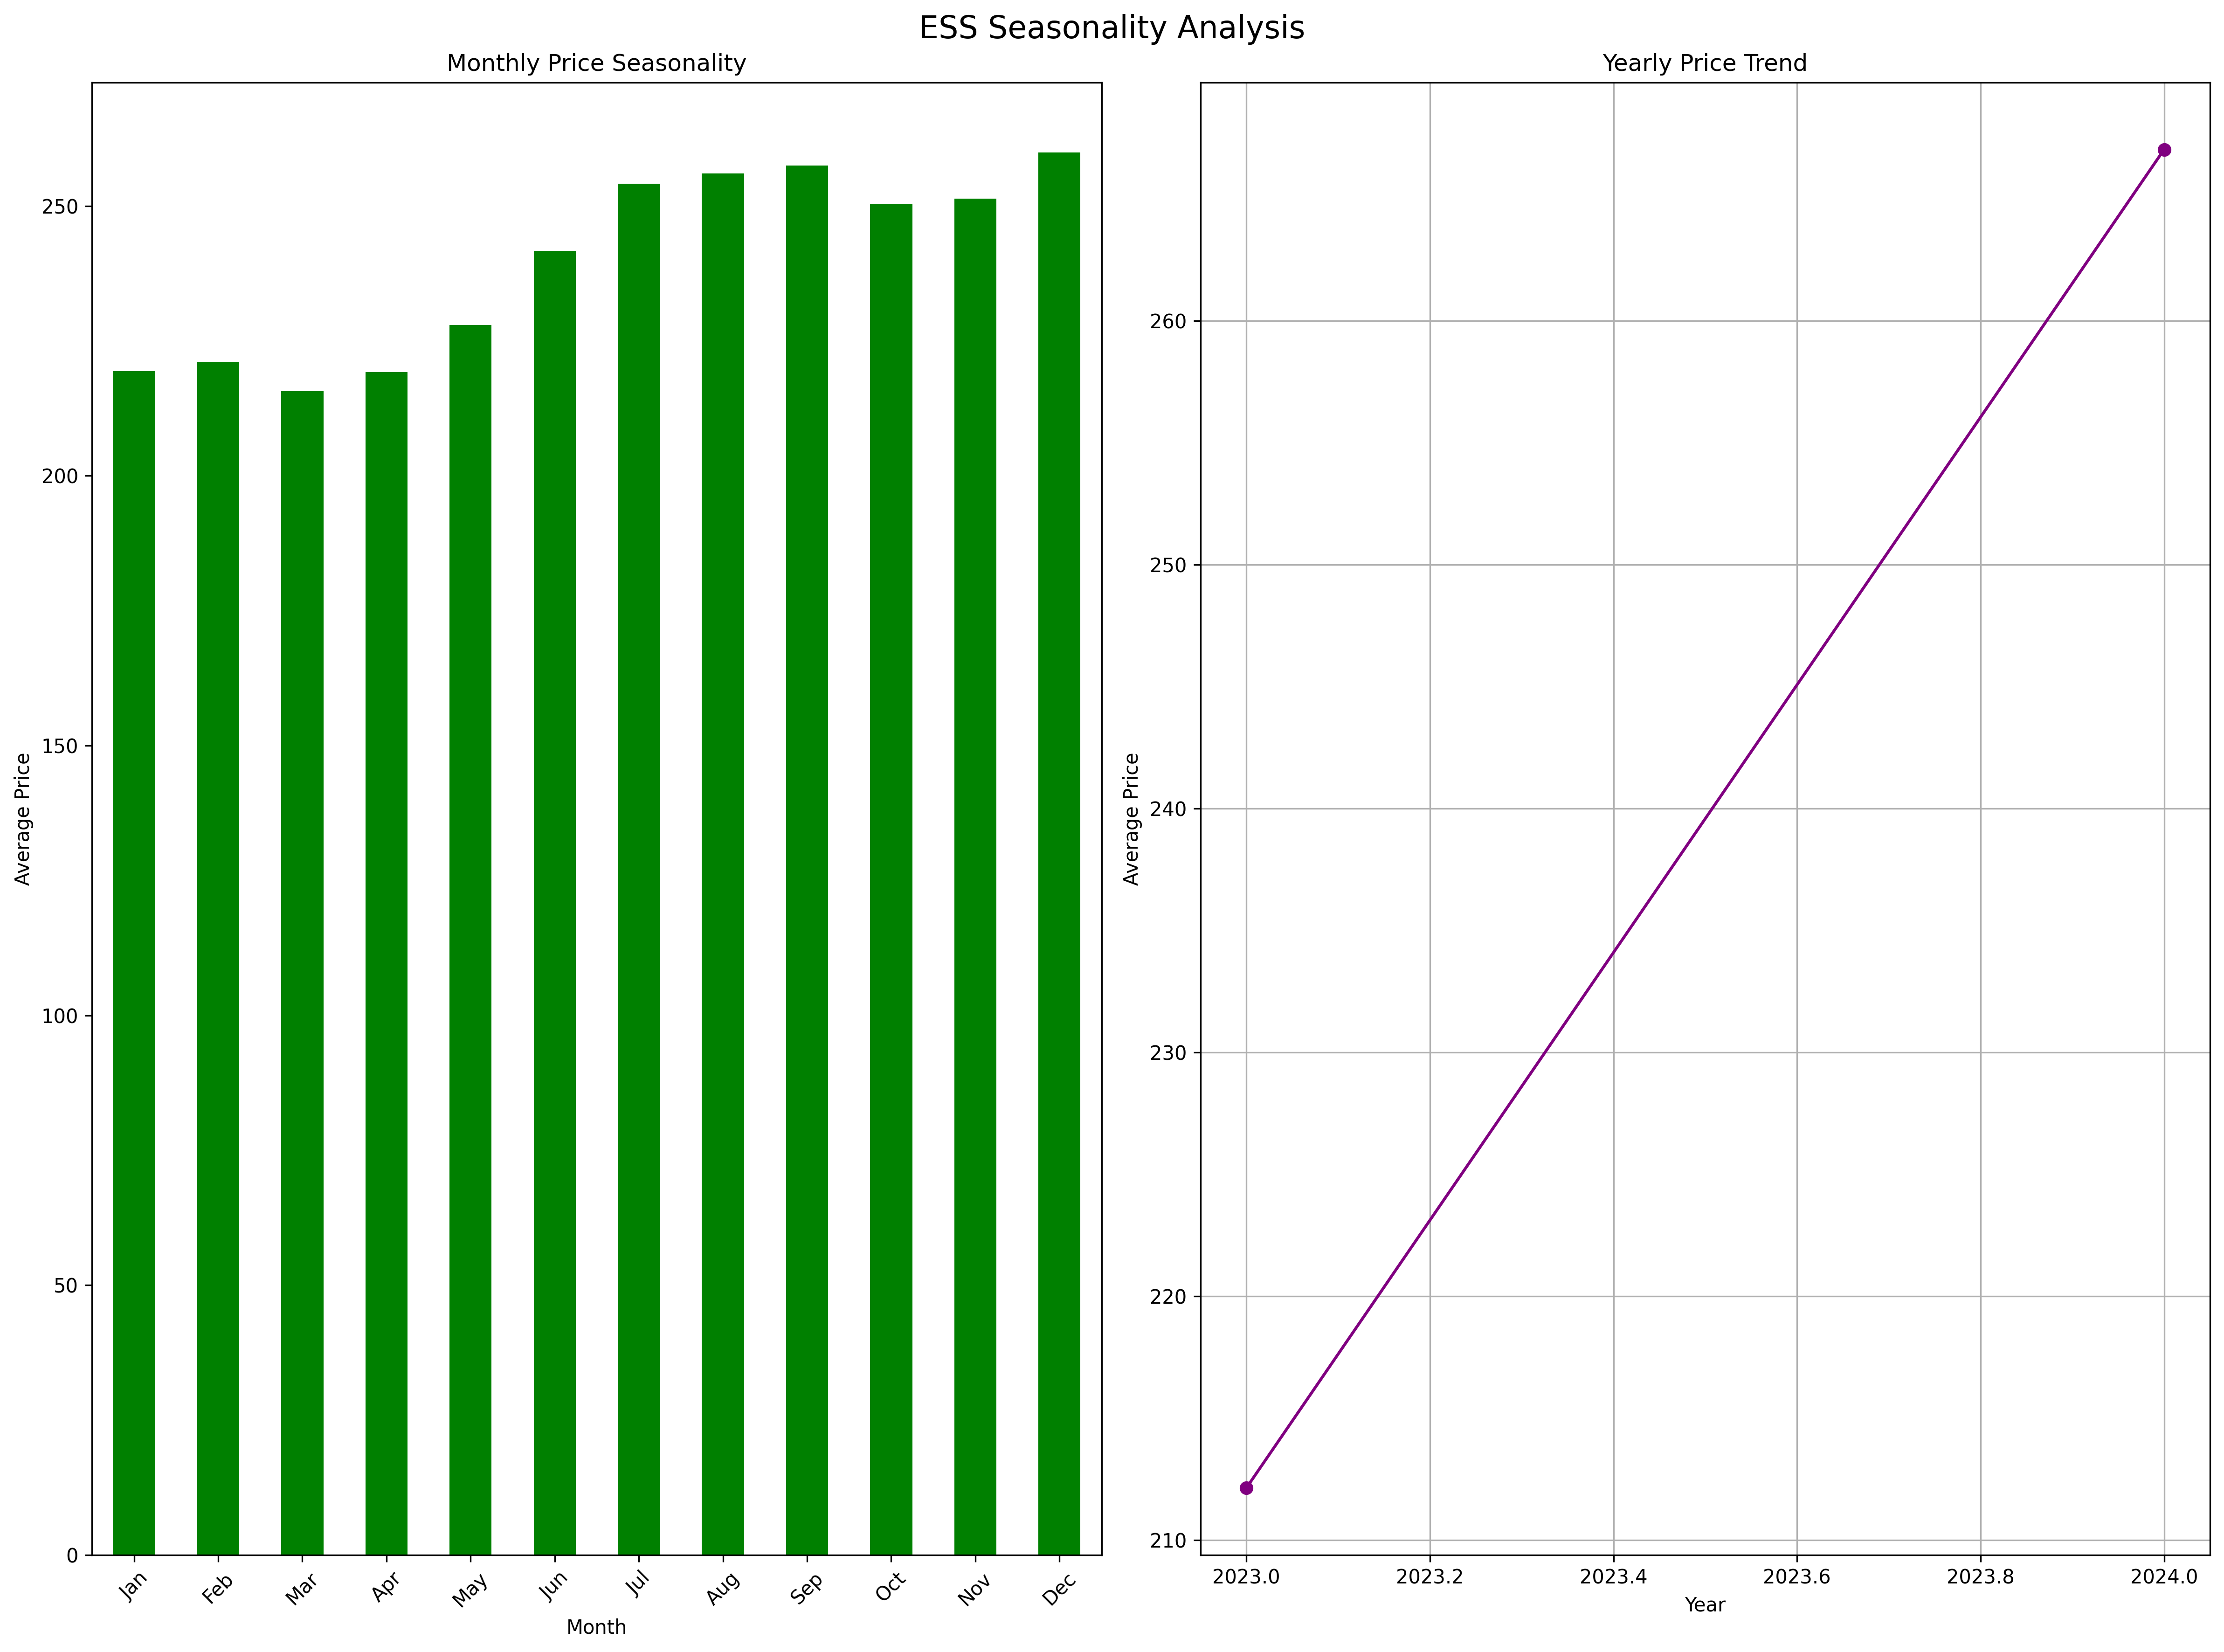 ESS Seasonality Analysis
Monthly Price Seasonality
Average Price
250
200
150
100
50
0
Jan Feb Mar Apr May Jun Jul Aug Sep Oct Nov Dec
Month
Yearly Price Trend
Average Price
260
250
240
230
220
210
2023.0 2023.2 2023.4 2023.6 2023.8 2024.0
Year